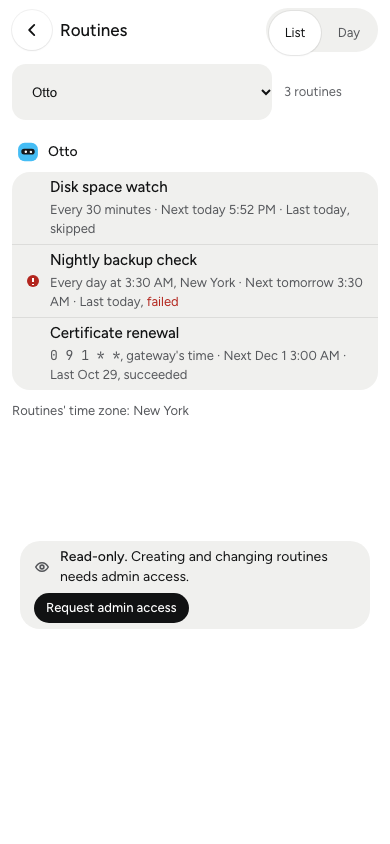 Routines
List
Day
Otto
3 routines
Otto
Disk space watch
Every 30 minutes · Next today 5:52 PM · Last today,
skipped
Nightly backup check
Every day at 3:30 AM, New York · Next tomorrow 3:30
AM · Last today, failed
Certificate renewal
0 9 1 * *, gateway's time · Next Dec 1 3:00 AM ·
Last Oct 29, succeeded
Routines' time zone: New York
Read-only. Creating and changing routines
needs admin access.
Request admin access